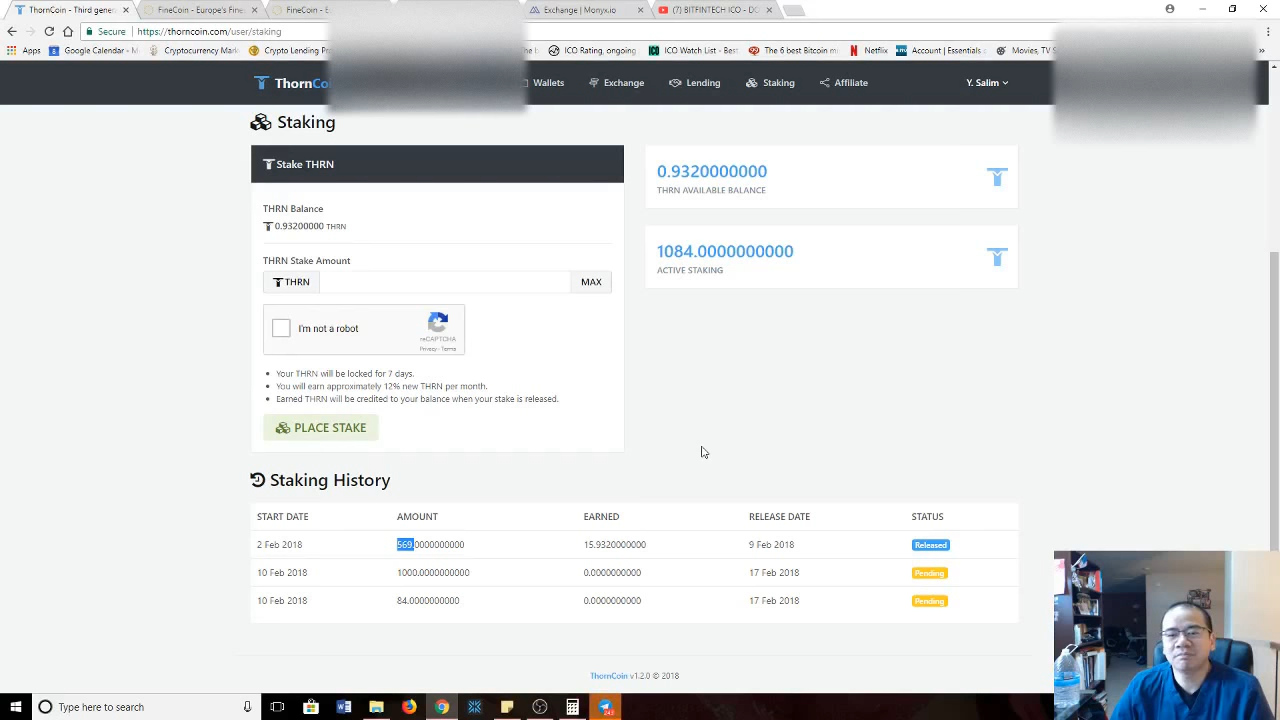 ThornCoin - Third gener
FineCoin - Europe's Fines
FineCoin - E
Exchange | Monyx.io
(7) BITFINTECH ICO - D
Secure
https://thorncoin.com/user/staking
Apps
Google Calendar - M
Cryptocurrency Mark
Crypto Lending Pro
ICO Rating, ongoing
ICO Watch List - Best
The 6 best Bitcoin m
Netflix
Account | Essentials
Movies, TV S
ThornCoi
Wallets
Exchange
Lending
Staking
Affiliate
Y. Salim
Staking
Stake THRN
THRN Balance
0.93200000 THRN
THRN Stake Amount
THRN
MAX
I'm not a robot
reCAPTCHA
Privacy - Terms
Your THRN will be locked for 7 days.
You will earn approximately 12% new THRN per month.
Earned THRN will be credited to your balance when your stake is released.
PLACE STAKE
0.9320000000
THRN AVAILABLE BALANCE
1084.0000000000
ACTIVE STAKING
Staking History
START DATE AMOUNT EARNED RELEASE DATE STATUS
2 Feb 2018 569.0000000000 15.9320000000 9 Feb 2018 Released
10 Feb 2018 1000.0000000000 0.0000000000 17 Feb 2018 Pending
10 Feb 2018 84.0000000000 0.0000000000 17 Feb 2018 Pending
ThornCoin v1.2.0 © 2018
Type here to search